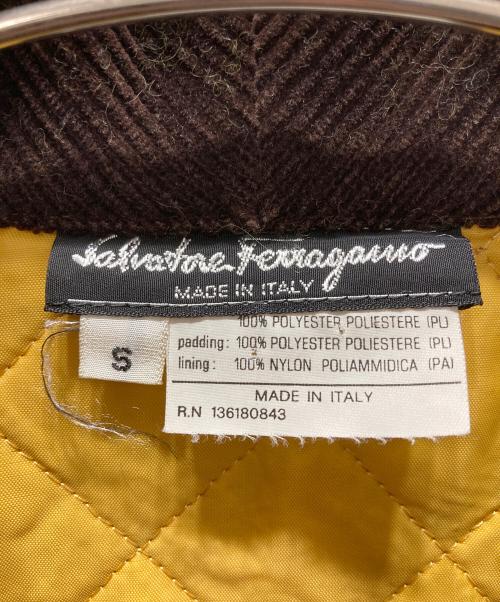 Salvatore Ferragamo
MADE IN ITALY
S
100% POLYESTER POLIESTERE (PL)
padding: 100% POLYESTER POLIESTERE (PL)
lining: 100% NYLON POLIAMMIDICA (PA)
MADE IN ITALY
R.N 136180843